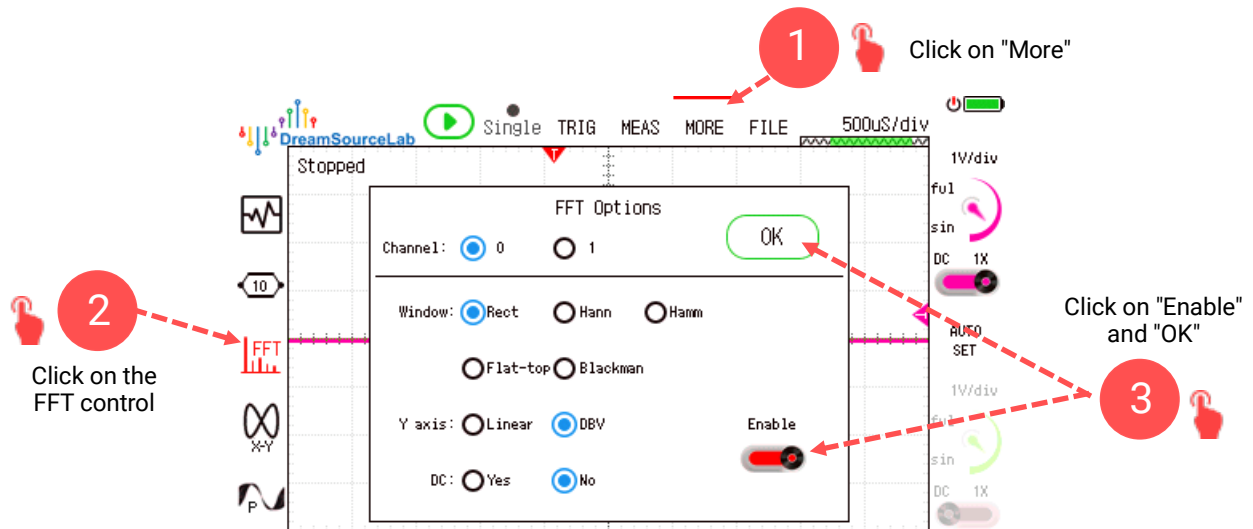 1
Click on "More"
DreamSourceLab
Single TRIG MEAS MORE FILE 500uS/div
Stopped
T
1V/div
ful
sin
DC 1X
FFT Options
OK
Channel: 0 1
10
Window: Rect Hann Hamm
Flat-top Blackman
Y axis: Linear DBV
Enable
DC: Yes No
FFT
X-Y
P
2
Click on the
FFT control
AUTO
SET
Click on "Enable"
and "OK"
3
1V/div
ful
sin
DC 1X